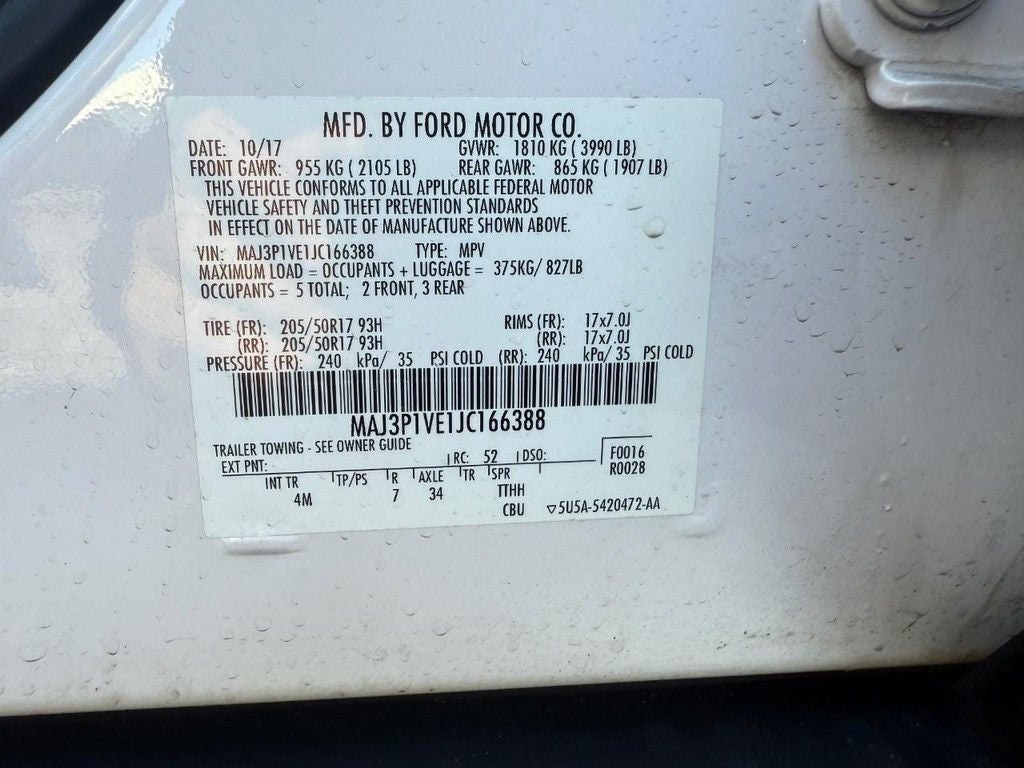 MFD. BY FORD MOTOR CO.
DATE: 10/17 GVWR: 1810 KG ( 3990 LB)
FRONT GAWR: 955 KG ( 2105 LB) REAR GAWR: 865 KG ( 1907 LB)
THIS VEHICLE CONFORMS TO ALL APPLICABLE FEDERAL MOTOR
VEHICLE SAFETY AND THEFT PREVENTION STANDARDS
IN EFFECT ON THE DATE OF MANUFACTURE SHOWN ABOVE.
VIN: MAJ3P1VE1JC166388 TYPE: MPV
MAXIMUM LOAD = OCCUPANTS + LUGGAGE = 375KG/ 827LB
OCCUPANTS = 5 TOTAL; 2 FRONT, 3 REAR
TIRE (FR): 205/50R17 93H RIMS (FR): 17x7.0J
(RR): 205/50R17 93H (RR): 17x7.0J
PRESSURE (FR): 240 kPa/ 35 PSI COLD (RR): 240 kPa/ 35 PSI COLD
MAJ3P1VE1JC166388
TRAILER TOWING - SEE OWNER GUIDE
EXT PNT: RC: 52 DSO: F0016
R0028
INT TR TP/PS R AXLE TR SPR
4M 7 34 TTHH
CBU ▽5U5A-5420472-AA